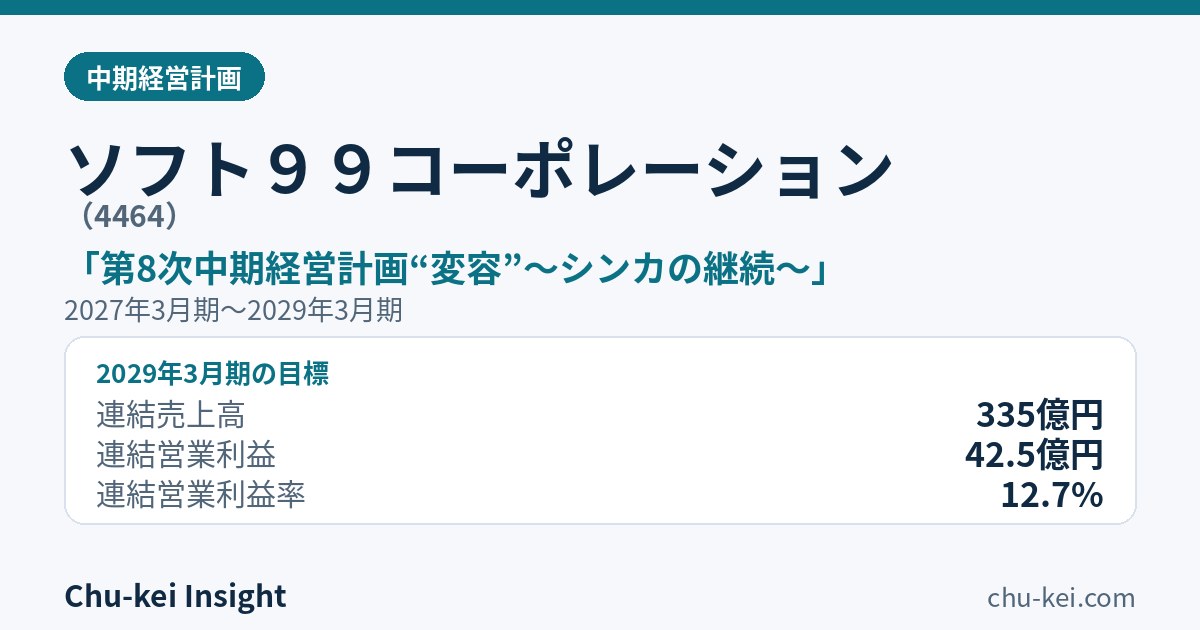 中期経営計画
ソフト９９コーポレーション
（4464）
「第8次中期経営計画“変容”～シンカの継続～」
2027年3月期～2029年3月期
2029年3月期の目標
連結売上高 335億円
連結営業利益 42.5億円
連結営業利益率 12.7%
Chu-kei Insight chu-kei.com